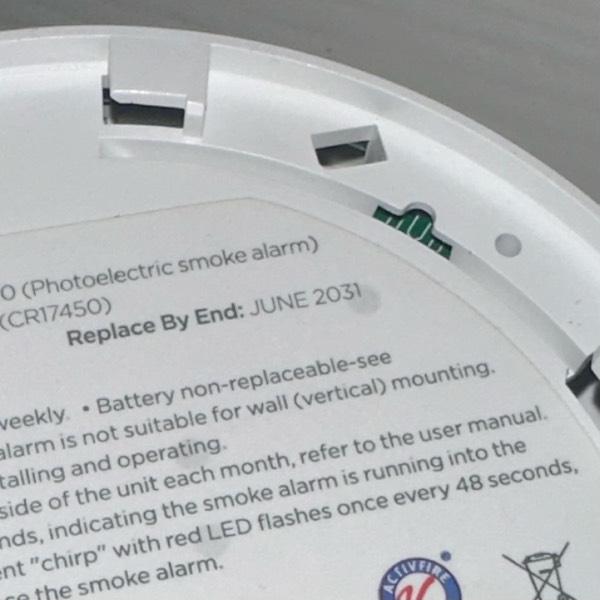 O (Photoelectric smoke alarm)
(CR17450)
Replace By End: JUNE 2031
weekly. • Battery non-replaceable-see
alarm is not suitable for wall (vertical) mounting.
talling and operating.
side of the unit each month, refer to the user manual.
nds, indicating the smoke alarm is running into the
ent "chirp" with red LED flashes once every 48 seconds,
the smoke alarm.
ACTIVFIRE